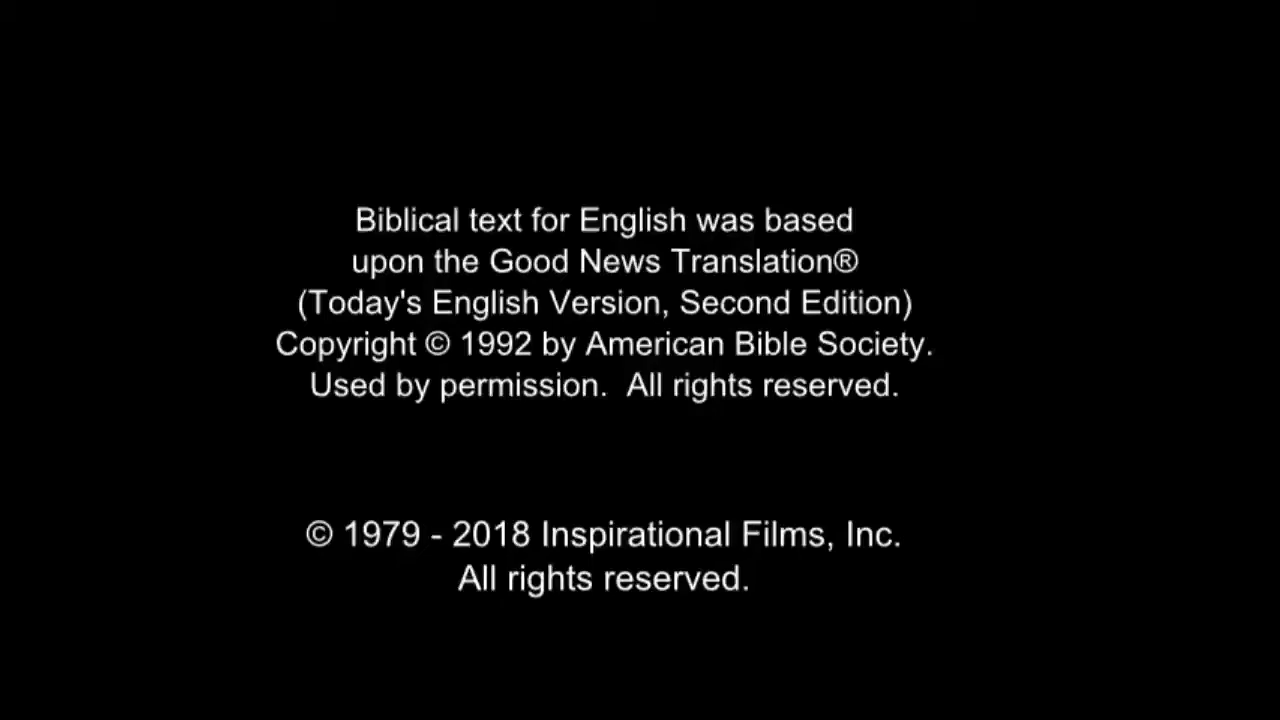 Biblical text for English was based
upon the Good News Translation®
(Today's English Version, Second Edition)
Copyright © 1992 by American Bible Society.
Used by permission.  All rights reserved.
© 1979 - 2018 Inspirational Films, Inc.
All rights reserved.